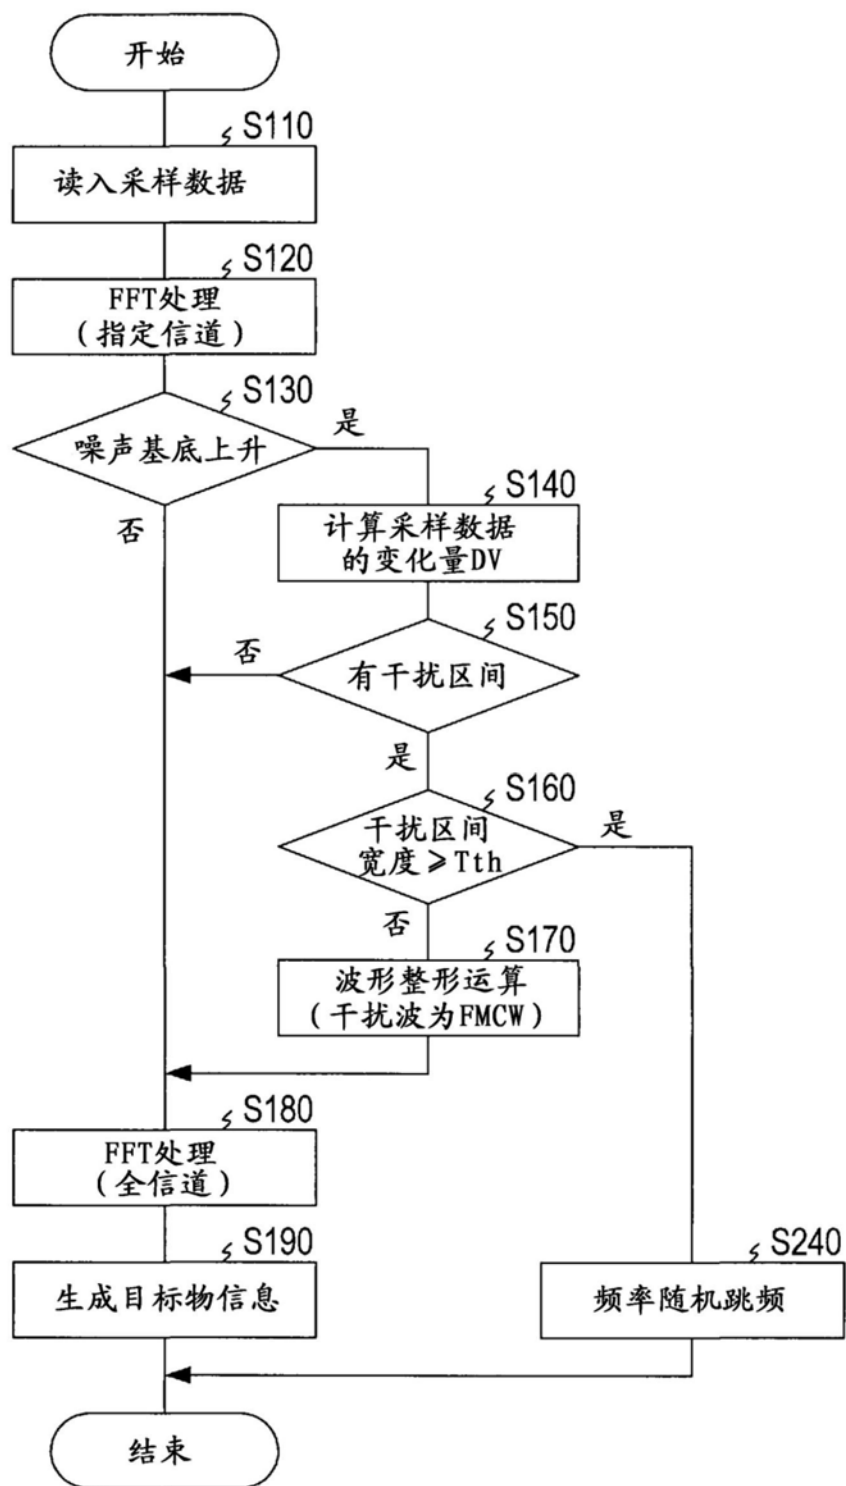 开始
S110
读入采样数据
S120
FFT处理
(指定信道)
S130
噪声基底上升
是
否
S140
计算采样数据
的变化量DV
S150
有干扰区间
否
是
S160
干扰区间
宽度≥Tth
是
否
S170
波形整形运算
(干扰波为FMCW)
S180
FFT处理
(全信道)
S190
生成目标物信息
S240
频率随机跳频
结束